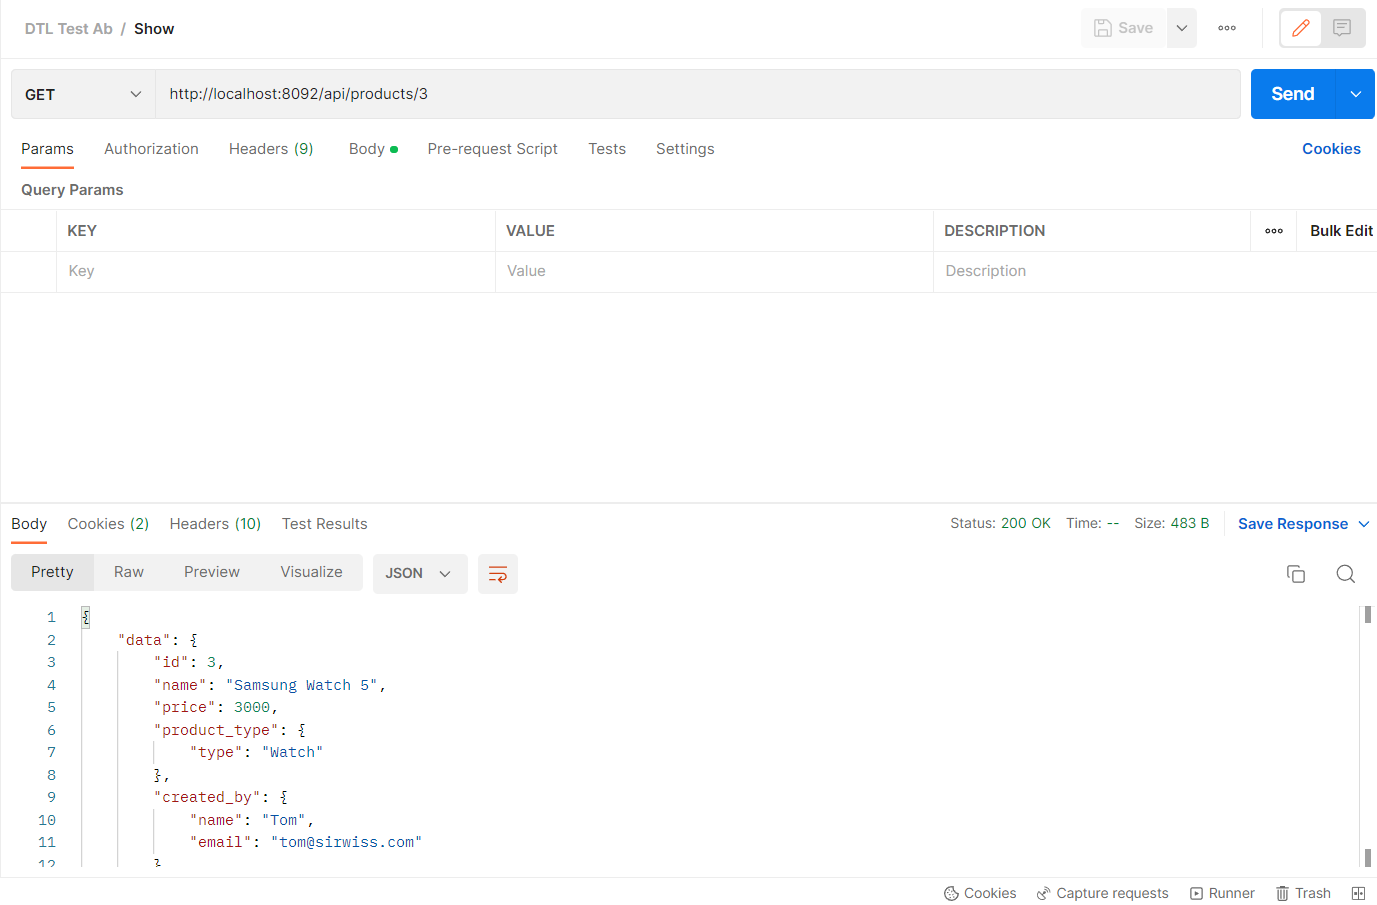 DTL Test Ab / Show
Save
GET
http://localhost:8092/api/products/3
Send
Params Authorization Headers (9) Body Pre-request Script Tests Settings Cookies
Query Params
KEY VALUE DESCRIPTION Bulk Edit
Key Value Description
Body Cookies (2) Headers (10) Test Results Status: 200 OK Time: -- Size: 483 B Save Response
Pretty Raw Preview Visualize JSON
1 {
2 "data": {
3 "id": 3,
4 "name": "Samsung Watch 5",
5 "price": 3000,
6 "product_type": {
7 "type": "Watch"
8 },
9 "created_by": {
10 "name": "Tom",
11 "email": "tom@sirwiss.com"
12 }
Cookies Capture requests Runner Trash